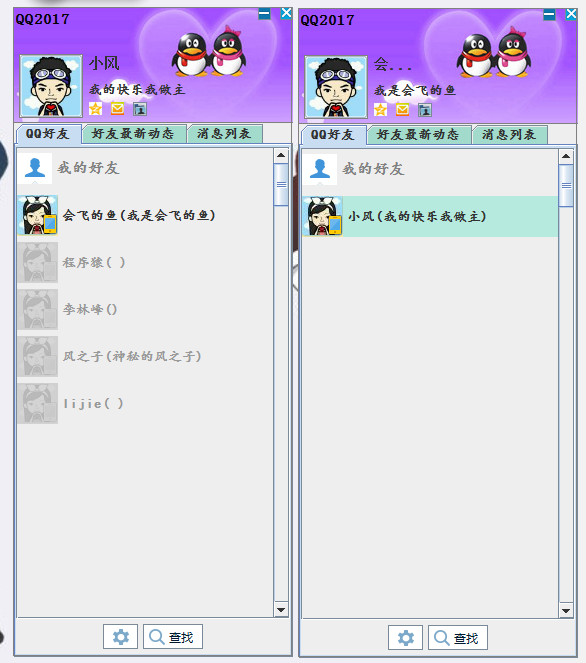 QQ2017
小风
我的快乐我做主
QQ好友 好友最新动态 消息列表
我的好友
会飞的鱼(我是会飞的鱼)
程序猿( )
李林峰()
风之子(神秘的风之子)
lijie( )
查找
QQ2017
会...
我是会飞的鱼
QQ好友 好友最新动态 消息列表
我的好友
小风(我的快乐我做主)
查找